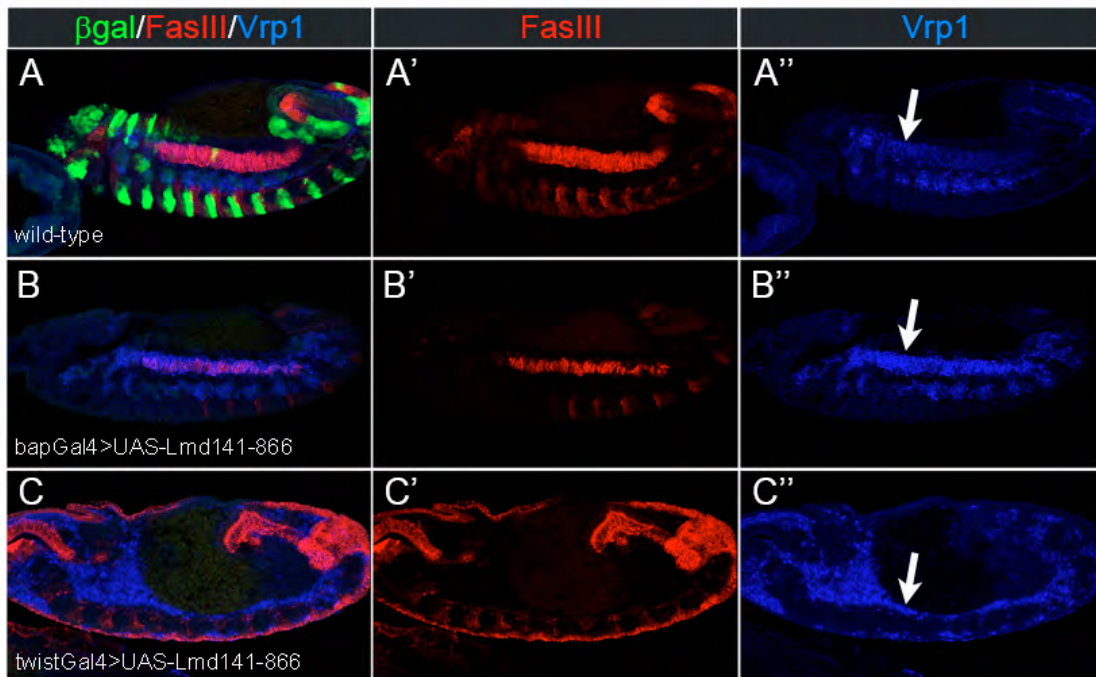 βgal/FasIII/Vrp1
FasIII
Vrp1
A
A’
A’’
wild-type
B
B’
B’’
bapGal4>UAS-Lmd141-866
C
C’
C’’
twistGal4>UAS-Lmd141-866